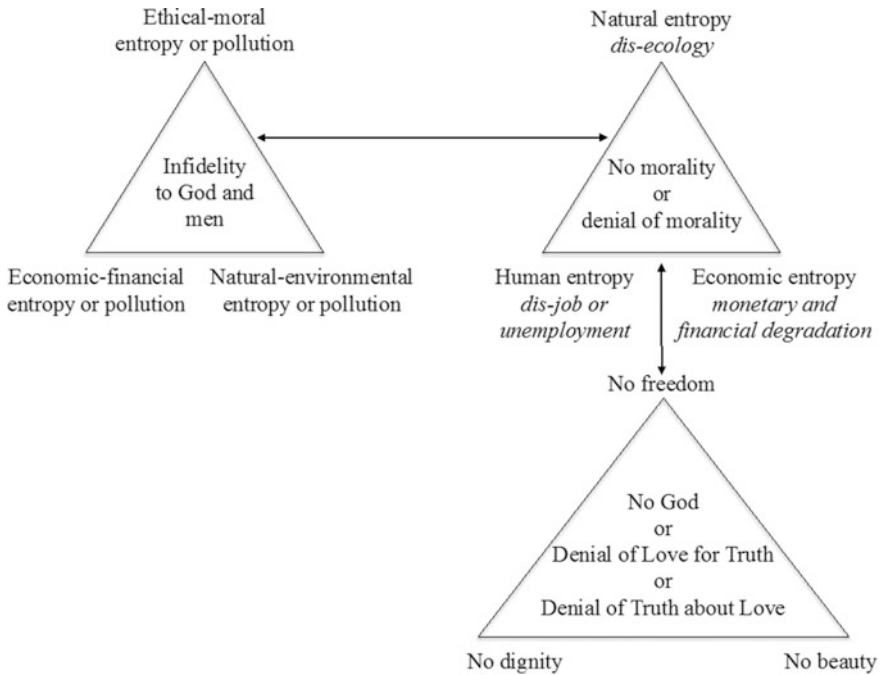 Ethical-moral
entropy or pollution
Infidelity
to God and
men
Economic-financial
entropy or pollution
Natural-environmental
entropy or pollution
Natural entropy
dis-ecology
No morality
or
denial of morality
Human entropy
dis-job or
unemployment
Economic entropy
monetary and
financial degradation
No freedom
No God
or
Denial of Love for Truth
or
Denial of Truth about Love
No dignity
No beauty